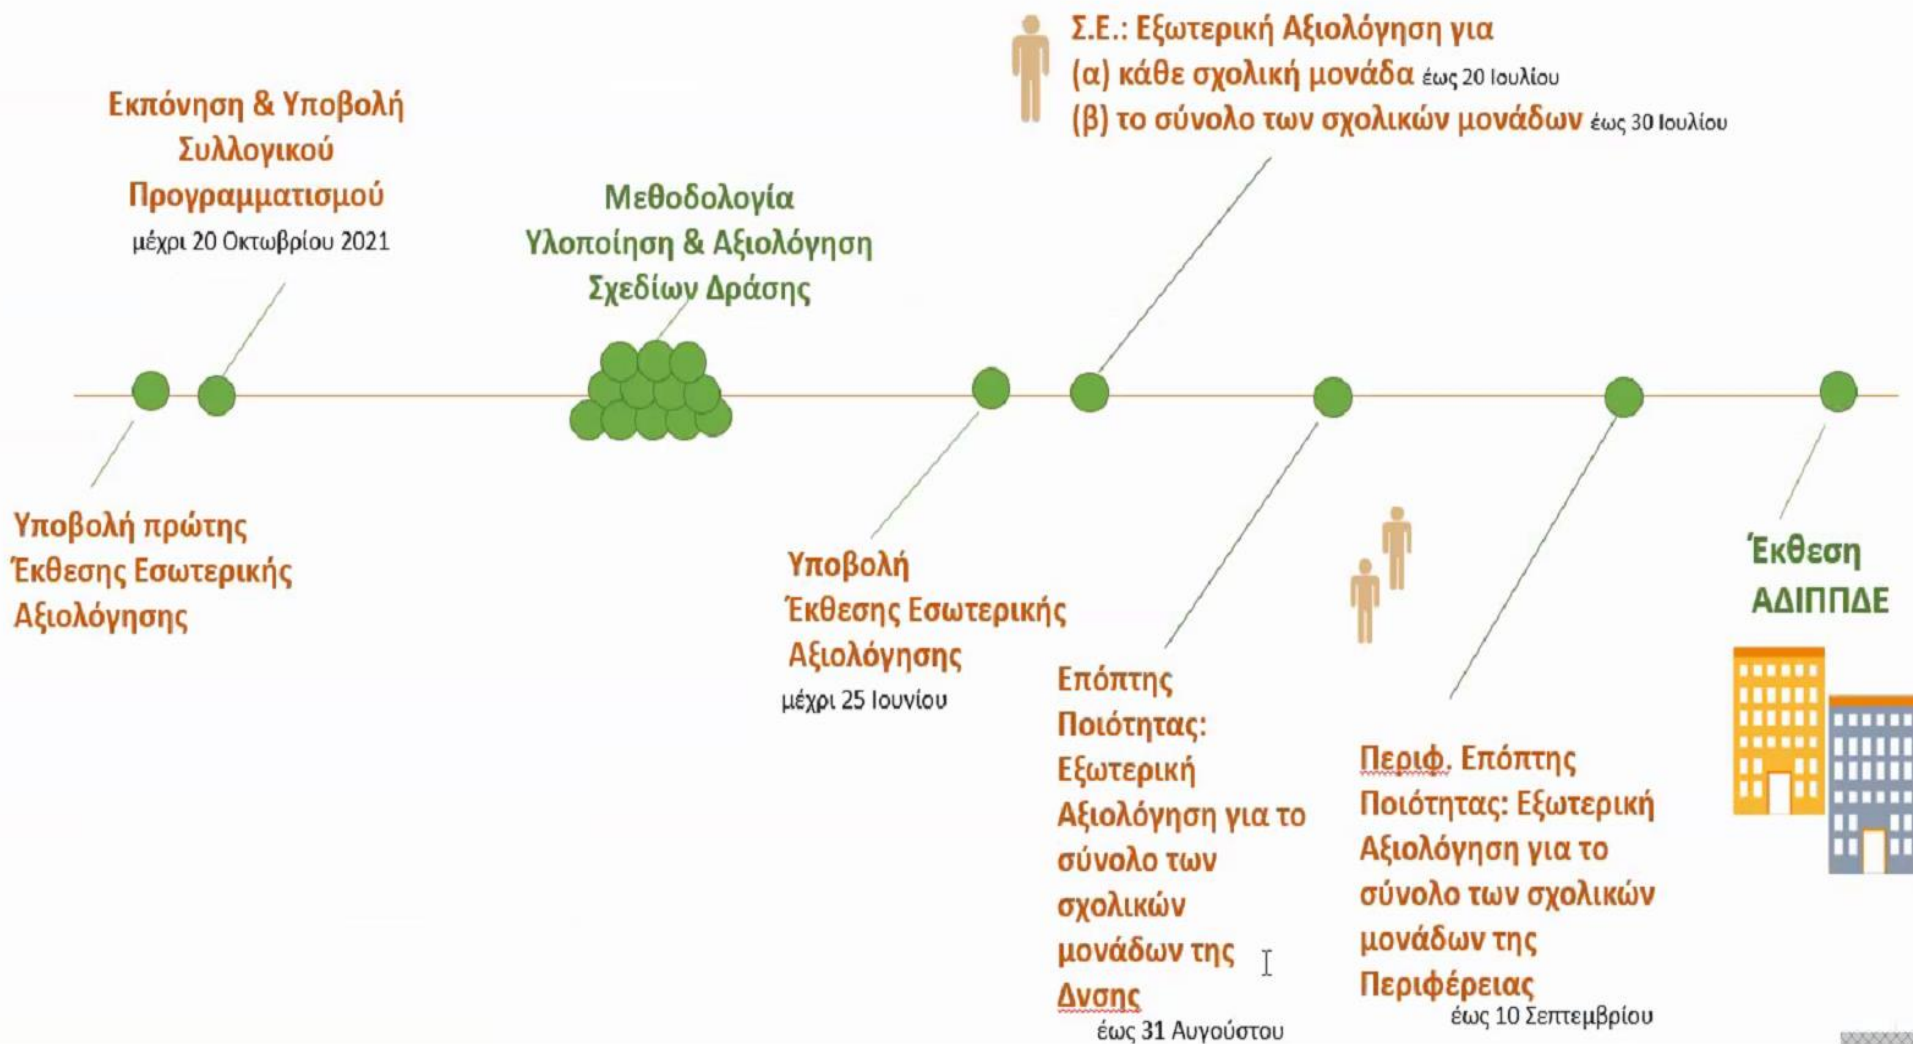 Σ.Ε.: Εξωτερική Αξιολόγηση για
(α) κάθε σχολική μονάδα έως 20 Ιουλίου
(β) το σύνολο των σχολικών μονάδων έως 30 Ιουλίου
Εκπόνηση & Υποβολή
Συλλογικού
Προγραμματισμού
μέχρι 20 Οκτωβρίου 2021
Μεθοδολογία
Υλοποίηση & Αξιολόγηση
Σχεδίων Δράσης
Υποβολή πρώτης
Έκθεσης Εσωτερικής
Αξιολόγησης
Υποβολή
Έκθεσης Εσωτερικής
Αξιολόγησης
μέχρι 25 Ιουνίου
Επόπτης
Ποιότητας:
Εξωτερική
Αξιολόγηση για το
σύνολο των
σχολικών
μονάδων της
Δνσης
έως 31 Αυγούστου
Περιφ. Επόπτης
Ποιότητας: Εξωτερική
Αξιολόγηση για το
σύνολο των σχολικών
μονάδων της
Περιφέρειας
έως 10 Σεπτεμβρίου
Έκθεση
ΑΔΙΠΠΔΕ